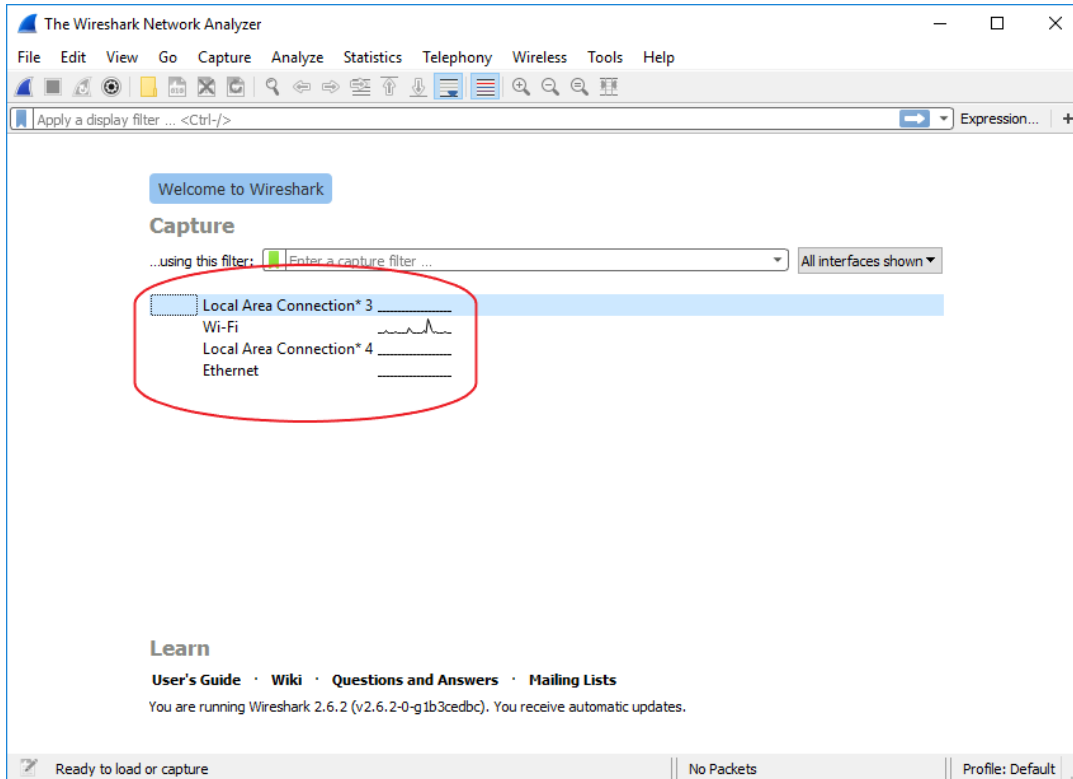 The Wireshark Network Analyzer
File Edit View Go Capture Analyze Statistics Telephony Wireless Tools Help
Apply a display filter ... <Ctrl-/> Expression... +
Welcome to Wireshark
Capture
...using this filter: Enter a capture filter ... All interfaces shown
Local Area Connection* 3
Wi-Fi
Local Area Connection* 4
Ethernet
Learn
User's Guide · Wiki · Questions and Answers · Mailing Lists
You are running Wireshark 2.6.2 (v2.6.2-0-g1b3cedbc). You receive automatic updates.
Ready to load or capture No Packets Profile: Default